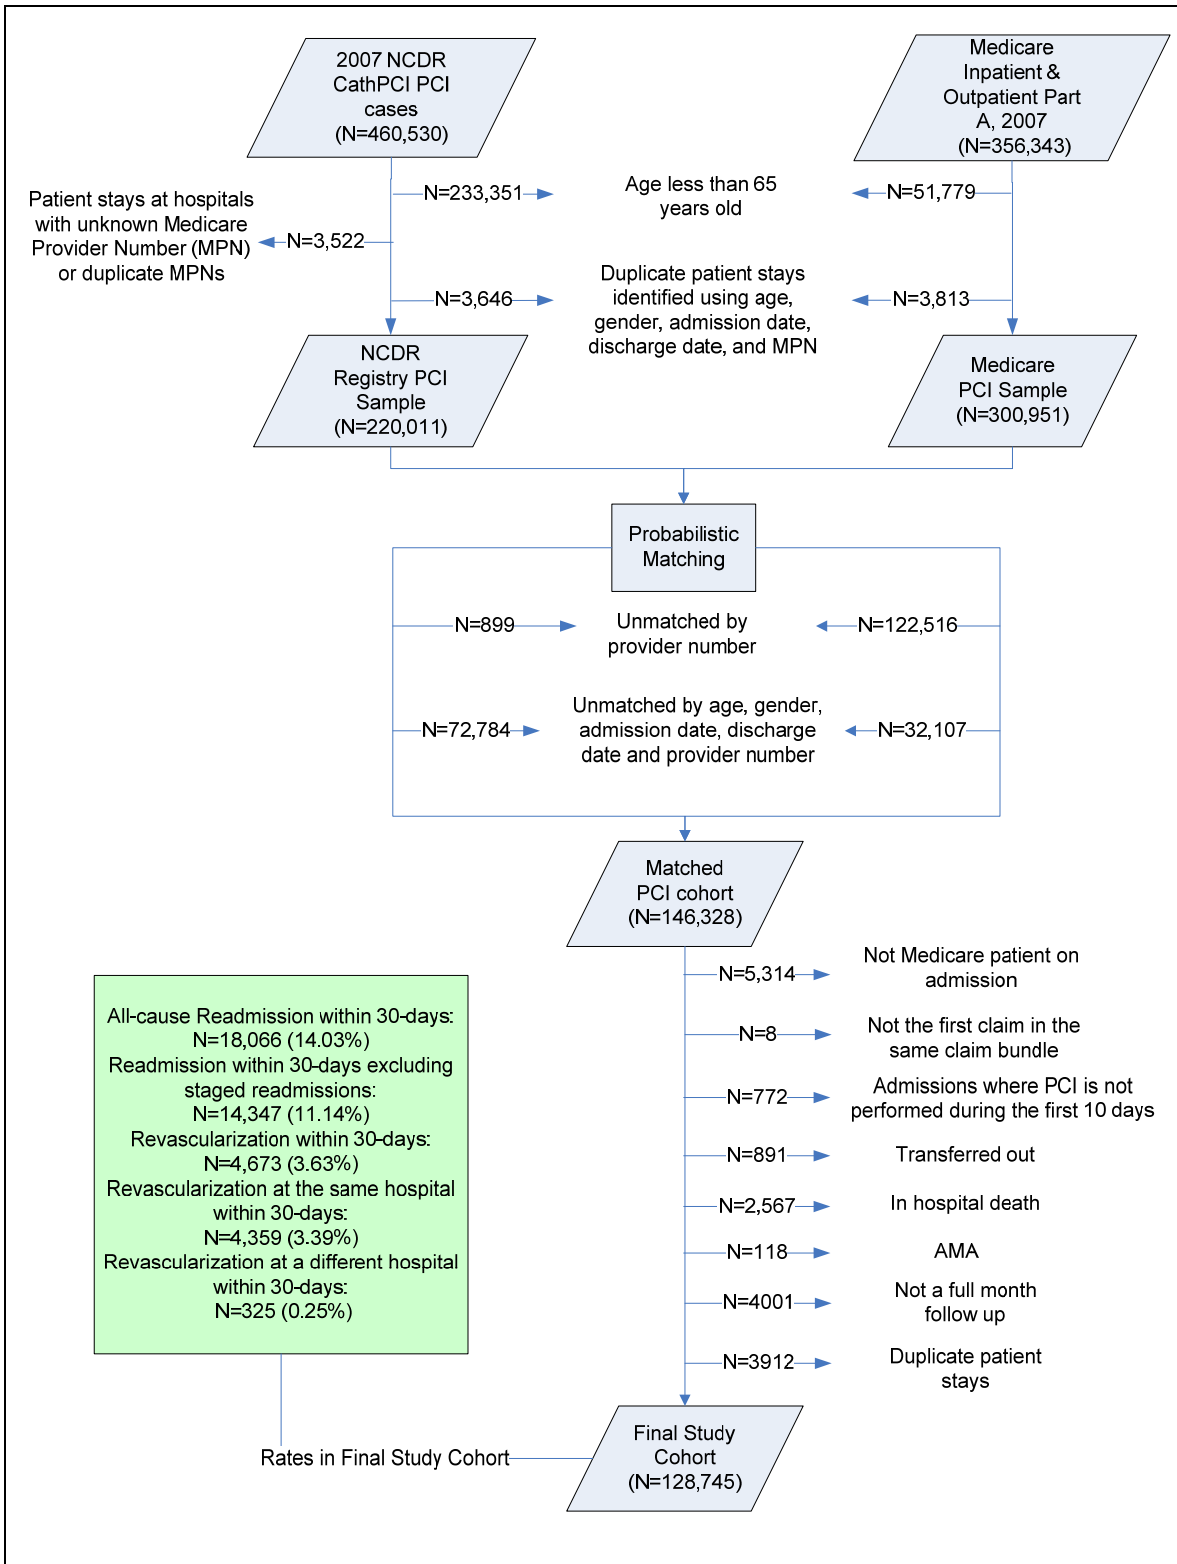 2007 NCDR
CathPCI PCI
cases
(N=460,530)
Medicare
Inpatient &
Outpatient Part
A, 2007
(N=356,343)
N=233,351
Age less than 65
years old
N=51,779
Patient stays at hospitals
with unknown Medicare
Provider Number (MPN)
or duplicate MPNs
N=3,522
N=3,646
Duplicate patient stays
identified using age,
gender, admission date,
discharge date, and MPN
N=3,813
NCDR
Registry PCI
Sample
(N=220,011)
Medicare
PCI Sample
(N=300,951)
Probabilistic
Matching
N=899
Unmatched by
provider number
N=122,516
N=72,784
Unmatched by age, gender,
admission date, discharge
date and provider number
N=32,107
Matched
PCI cohort
(N=146,328)
N=5,314
Not Medicare patient on
admission
N=8
Not the first claim in the
same claim bundle
N=772
Admissions where PCI is not
performed during the first 10 days
N=891
Transferred out
N=2,567
In hospital death
N=118
AMA
N=4001
Not a full month
follow up
N=3912
Duplicate patient
stays
All-cause Readmission within 30-days:
N=18,066 (14.03%)
Readmission within 30-days excluding
staged readmissions:
N=14,347 (11.14%)
Revascularization within 30-days:
N=4,673 (3.63%)
Revascularization at the same hospital
within 30-days:
N=4,359 (3.39%)
Revascularization at a different hospital
within 30-days:
N=325 (0.25%)
Rates in Final Study Cohort
Final Study
Cohort
(N=128,745)